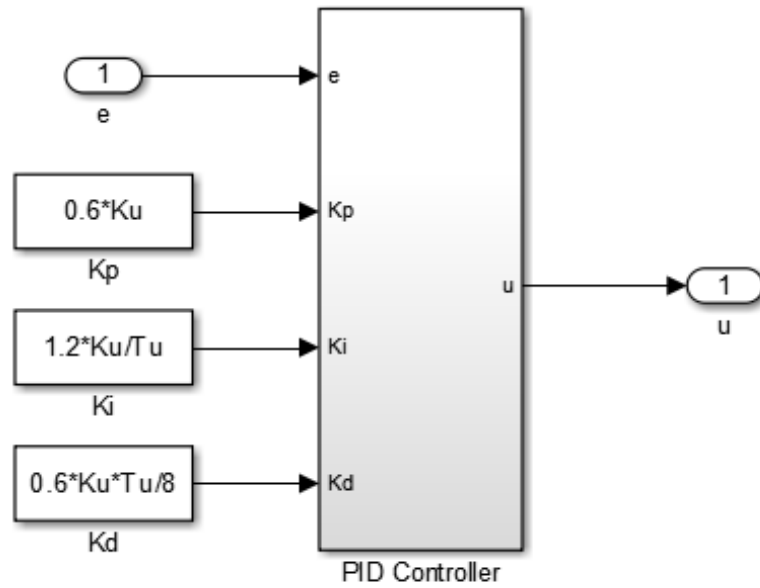 1
e
e
0.6*Ku
Kp
Kp
1.2*Ku/Tu
Ki
Ki
0.6*Ku*Tu/8
Kd
Kd
u
1
u
PID Controller